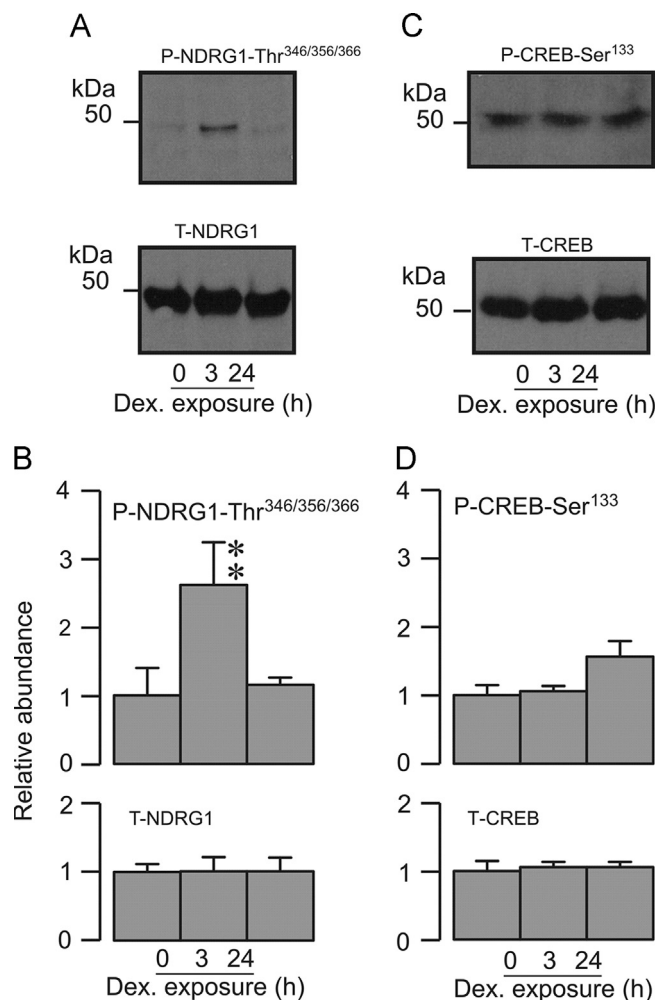 A
P-NDRG1-Thr346/356/366
kDa
50
T-NDRG1
kDa
50
0 3 24
Dex. exposure (h)
C
P-CREB-Ser133
kDa
50
T-CREB
kDa
50
0 3 24
Dex. exposure (h)
B
Relative abundance
P-NDRG1-Thr346/356/366
4
3
2
1
0
**
T-NDRG1
2
1
0
0 3 24
Dex. exposure (h)
D
P-CREB-Ser133
4
3
2
1
0
T-CREB
2
1
0
0 3 24
Dex. exposure (h)